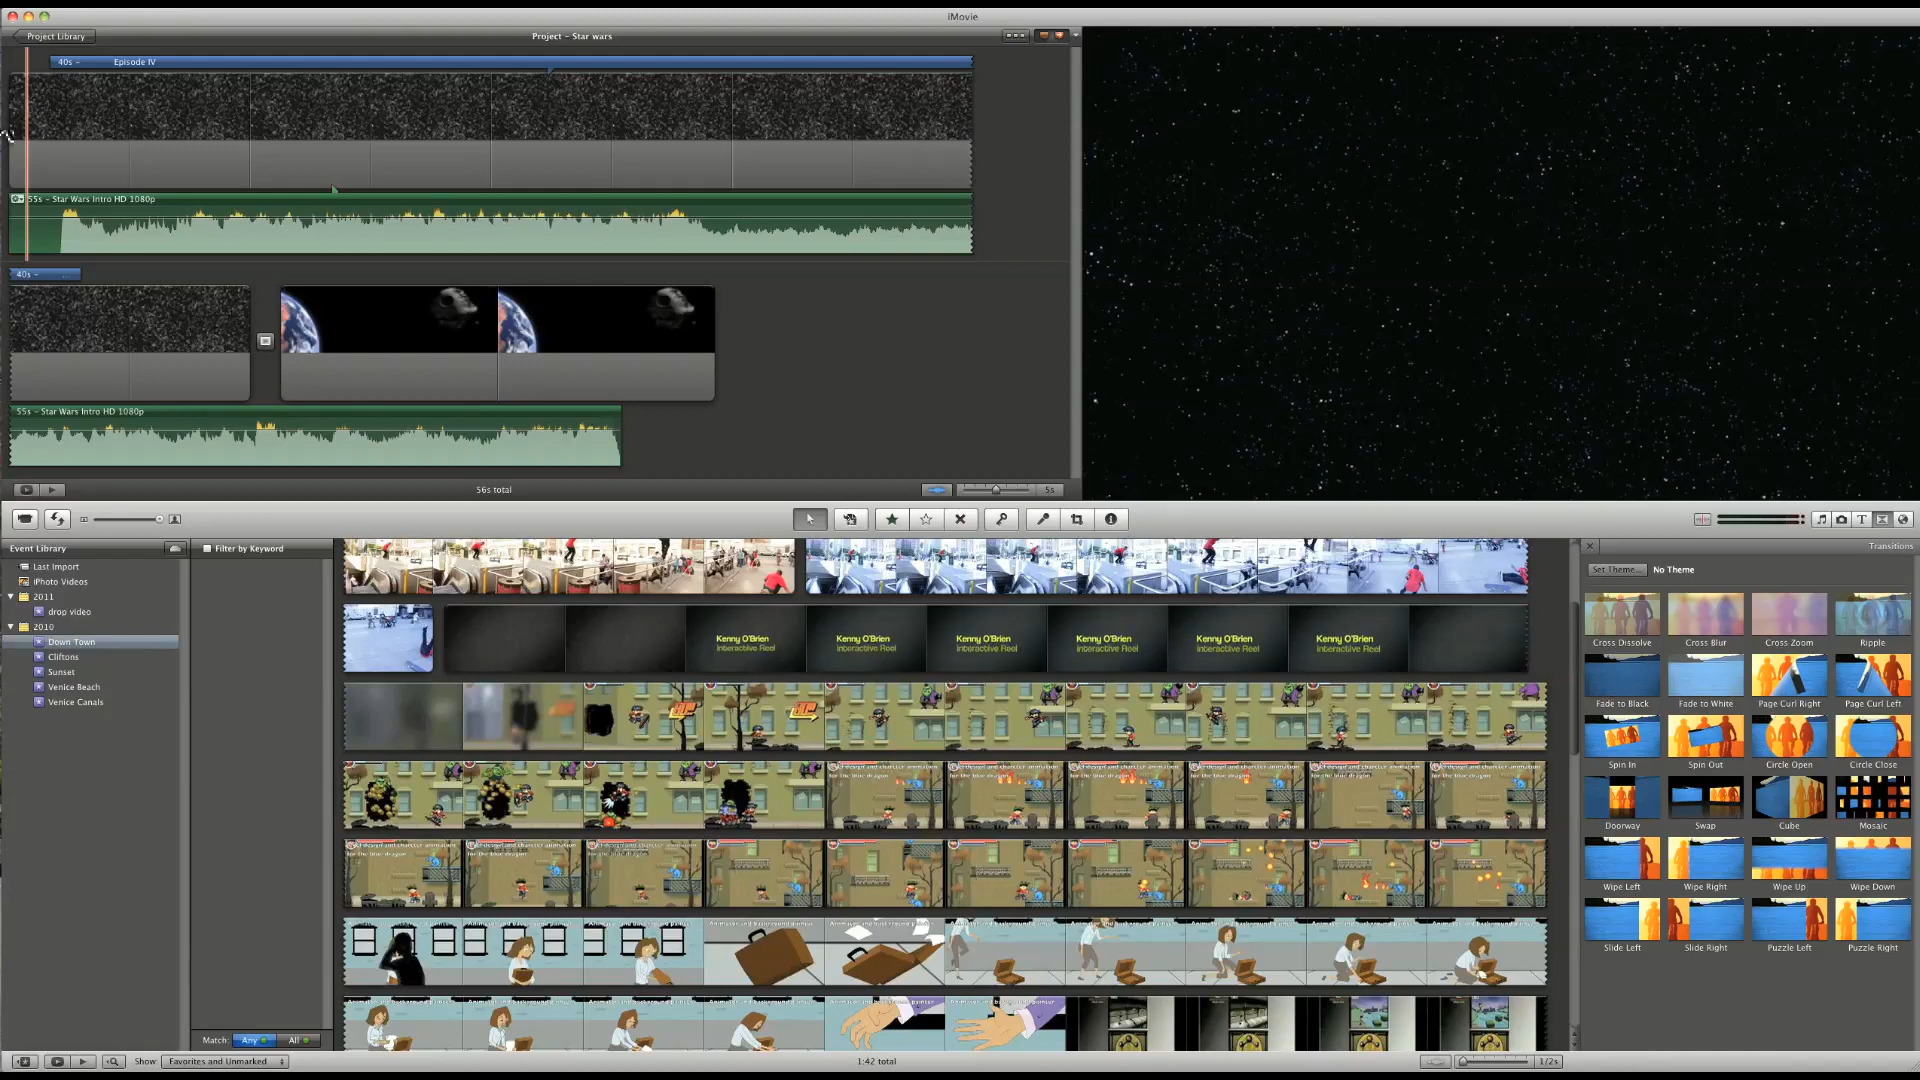 iMovie
Project Library
Project - Star wars
40s - Episode IV
55s - Star Wars Intro HD 1080p
40s - ...
55s - Star Wars Intro HD 1080p
56s total
5s
Event Library
Filter by Keyword
Last Import
iPhoto Videos
2011
drop video
2010
Down Town
Cliftons
Sunset
Venice Beach
Venice Canals
Match: Any All
Show: Favorites and Unmarked
Kenny O'Brien
Interactive Reel
Kenny O'Brien
Interactive Reel
Kenny O'Brien
Interactive Reel
Kenny O'Brien
Interactive Reel
Kenny O'Brien
Interactive Reel
Kenny O'Brien
Interactive Reel
1:42 total
1/2s
Transitions
Set Theme... No Theme
Cross Dissolve Cross Blur Cross Zoom Ripple
Fade to Black Fade to White Page Curl Right Page Curl Left
Spin In Spin Out Circle Open Circle Close
Doorway Swap Cube Mosaic
Wipe Left Wipe Right Wipe Up Wipe Down
Slide Left Slide Right Puzzle Left Puzzle Right